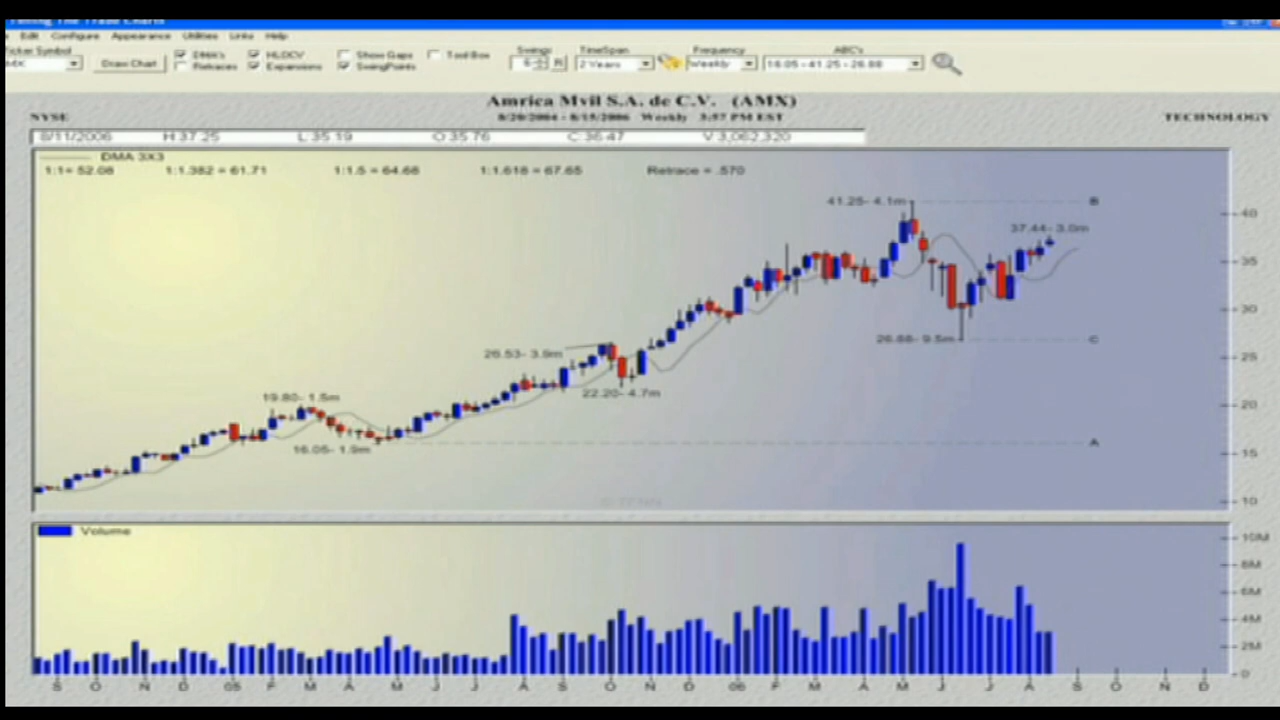 Edit Configure Appearance Utilities Links Help
Ticker Symbol
Draw Chart
DMA's HLOCV Show Gaps Tool Box
Retraces Expansions SwingPoints
Swings TimeSpan Frequency ABC's
6 2 Years Weekly 16.05 - 41.25 - 26.88
Amrica Mvil S.A. de C.V. (AMX)
NYSE 8/20/2004 - 8/15/2006 Weekly 3:57 PM EST TECHNOLOGY
8/11/2006 H:37.25 L:35.19 O:35.76 C:36.47 V:3,062,320
DMA 3X3
1:1= 52.08 1:1.382 = 61.71 1:1.5 = 64.66 1:1.618 = 67.65 Retrace = .570
41.25- 4.1m B
40
37.44- 3.0m
35
30
26.88- 9.5m C
26.53- 3.9m
25
22.20- 4.7m
19.80- 1.5m
20
A
16.05- 1.9m
15
10
Volume
10M
8M
6M
4M
2M
0
S O N D 05 F M A M J J A S O N D 06 F M A M J J A S O N D